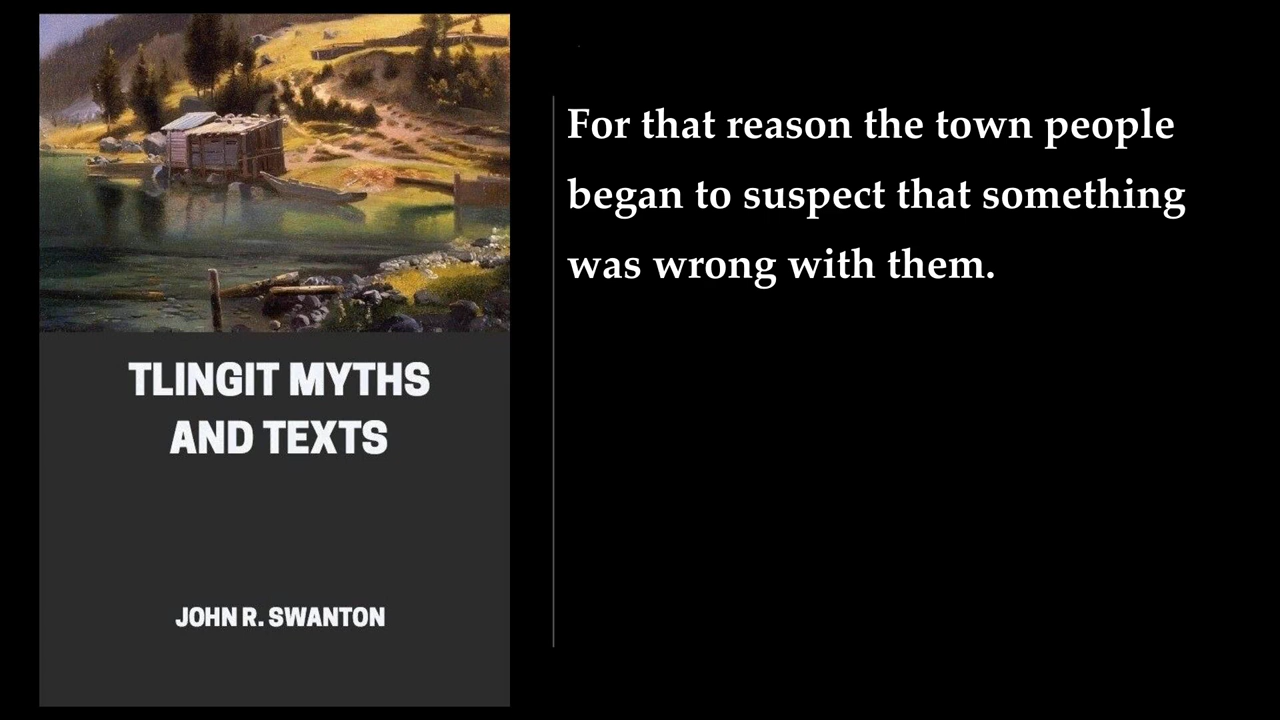 TLINGIT MYTHS
AND TEXTS
JOHN R. SWANTON
For that reason the town people
began to suspect that something
was wrong with them.